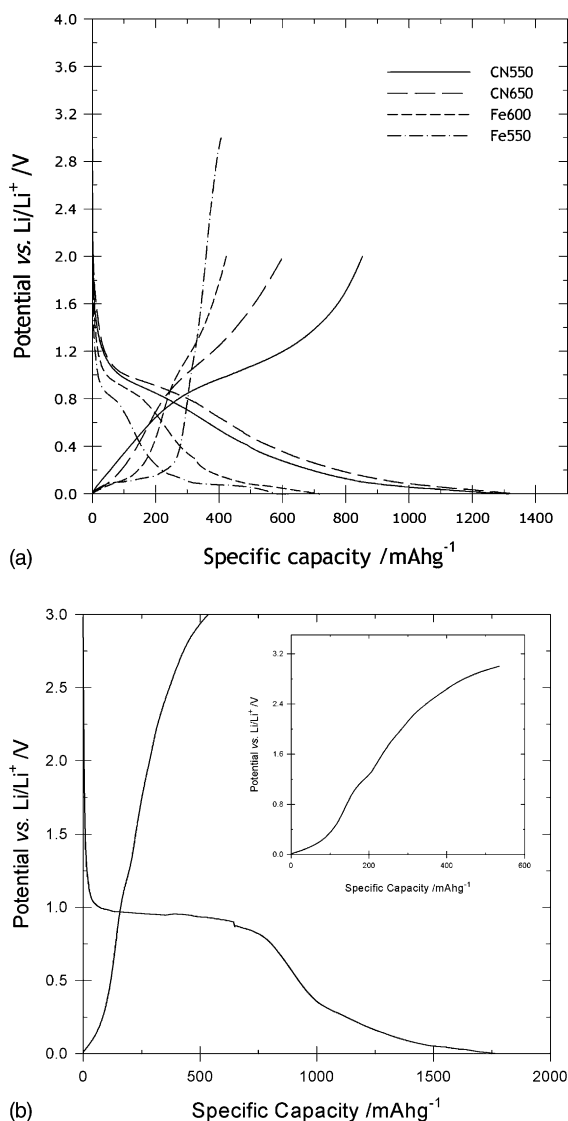 4.0
3.6
3.2
2.8
2.4
2.0
1.6
1.2
0.8
0.4
0.0
Potential vs. Li/Li⁺ /V
CN550
CN650
Fe600
Fe550
0 200 400 600 800 1000 1200 1400
(a) Specific capacity /mAhg⁻¹
3.0
2.5
2.0
1.5
1.0
0.5
0.0
Potential vs. Li/Li⁺ /V
3.2
2.4
1.6
0.8
0.0
Potential vs. Li/Li⁺ /V
0 200 400 600
Specific Capacity /mAhg⁻¹
0 500 1000 1500 2000
(b) Specific Capacity /mAhg⁻¹